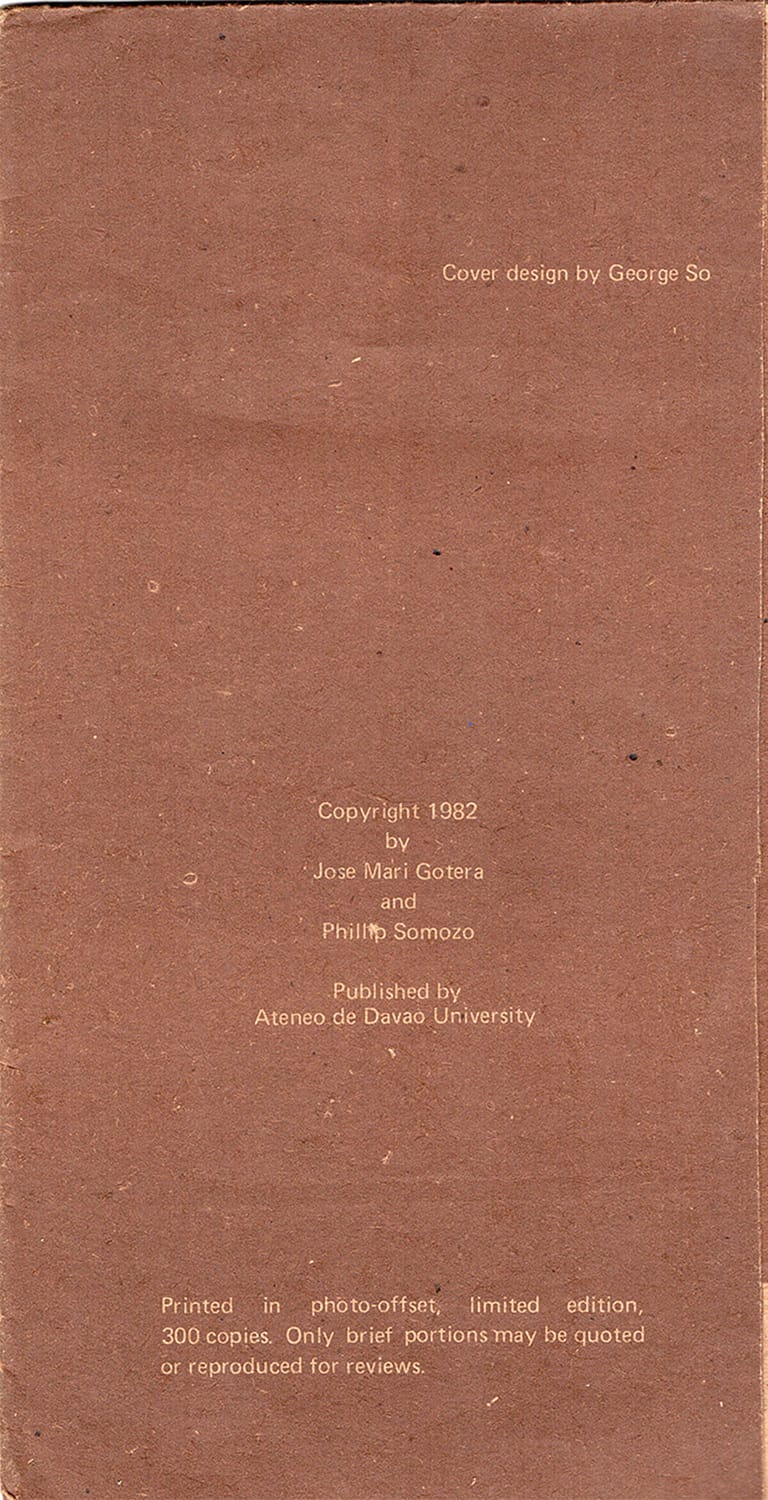 Cover design by George So
Copyright 1982
by
Jose Mari Gotera
and
Phillip Somozo
Published by
Ateneo de Davao University
Printed in photo-offset, limited edition,
300 copies. Only brief portions may be quoted
or reproduced for reviews.